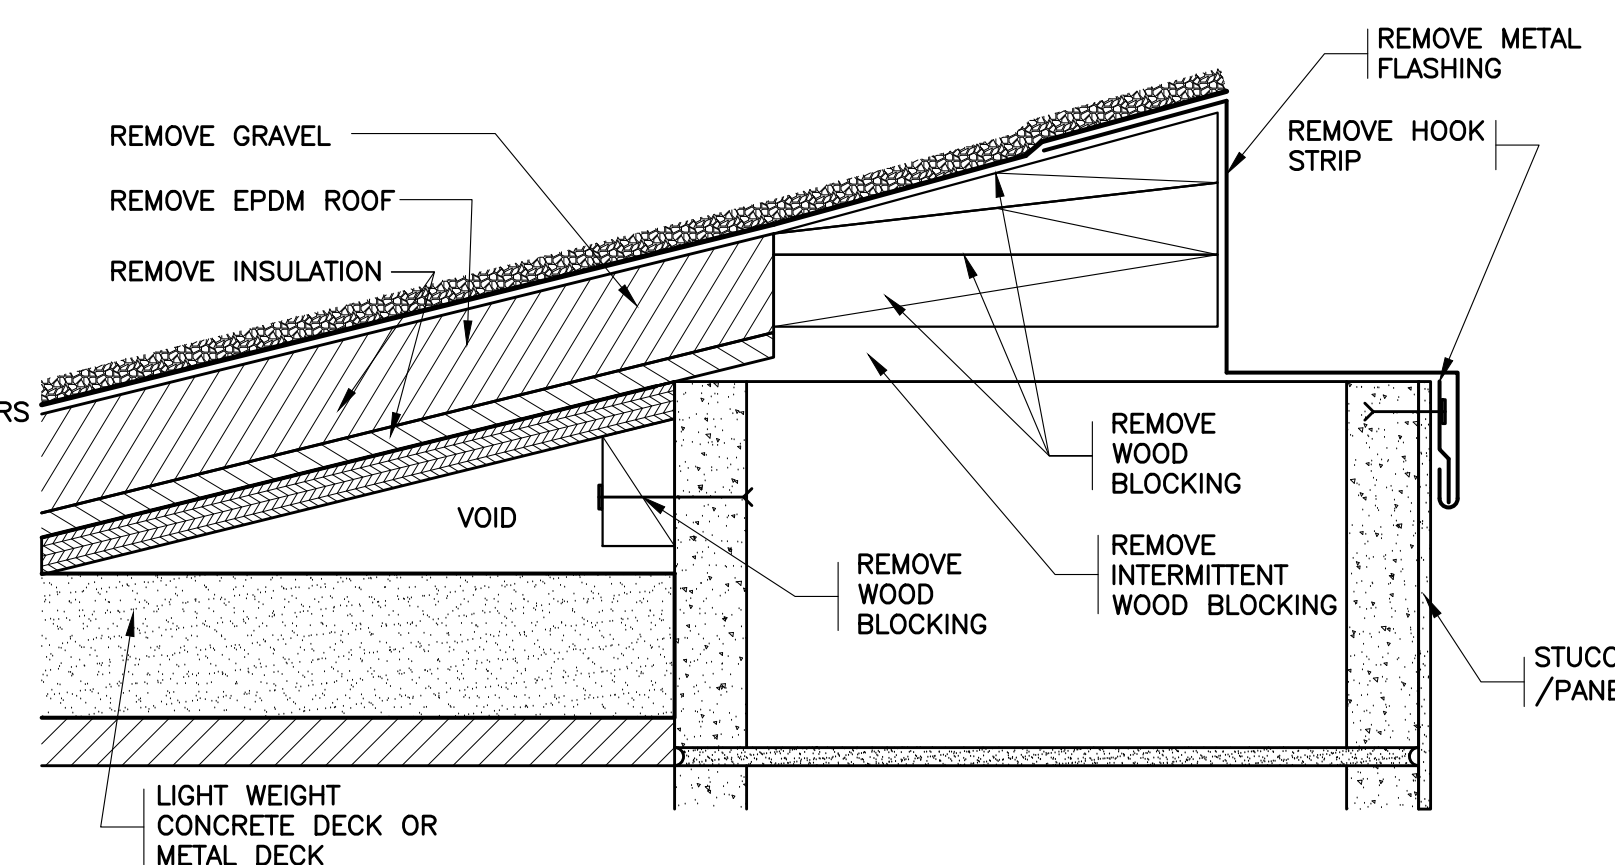 REMOVE METAL
FLASHING
REMOVE HOOK
STRIP
REMOVE GRAVEL
REMOVE EPDM ROOF
REMOVE INSULATION
RS
REMOVE
WOOD
BLOCKING
VOID
REMOVE
INTERMITTENT
WOOD BLOCKING
REMOVE
WOOD
BLOCKING
STUCC
/PANE
LIGHT WEIGHT
CONCRETE DECK OR
METAL DECK